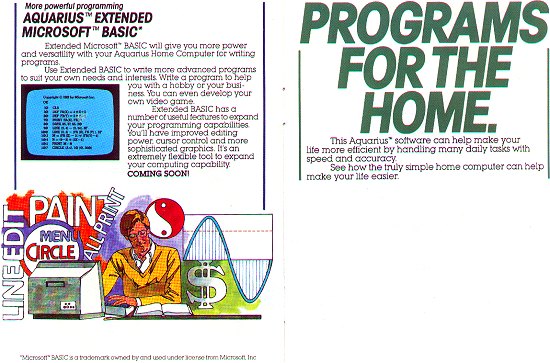 More powerful programming
AQUARIUS™ EXTENDED
MICROSOFT™ BASIC*
Extended Microsoft™ BASIC will give you more power
and versatility with your Aquarius Home Computer for writing
programs.
Use Extended BASIC to write more advanced programs
to suit your own needs and interests. Write a program to help
you with a hobby or your busi-
ness. You can even develop your
own video game.
Extended BASIC has a
number of useful features to expand
your programming capabilities.
You'll have improved editing
power, cursor control and more
sophisticated graphics. It's an
extremely flexible tool to expand
your computing capability.
COMING SOON!
LINE EDIT
PAIN
MENU
CIRCLE
ALL PRINT
$
*Microsoft™ BASIC is a trademark owned by and used under license from Microsoft, Inc
PROGRAMS
FOR THE
HOME.
This Aquarius™ software can help make your
life more efficient by handling many daily tasks with
speed and accuracy.
See how the truly simple home computer can help
make your life easier.